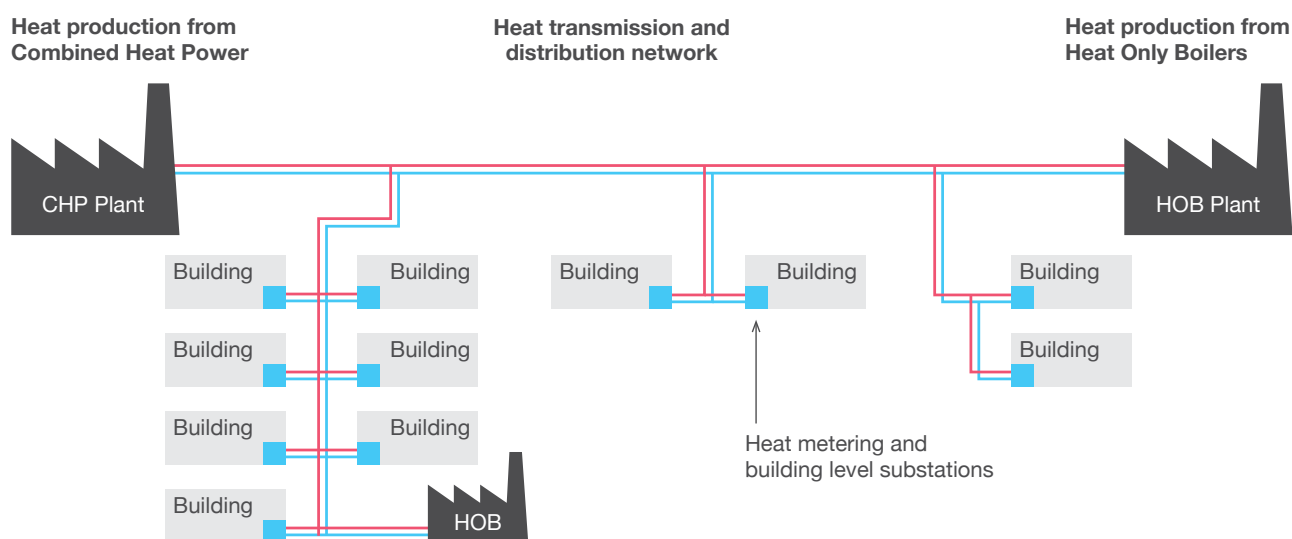 Heat production from
Combined Heat Power
Heat transmission and
distribution network
Heat production from
Heat Only Boilers
CHP Plant
HOB Plant
Building
Building
Building
Building
Building
Building
Building
Building
Building
Building
Building
Heat metering and
building level substations
Building
HOB